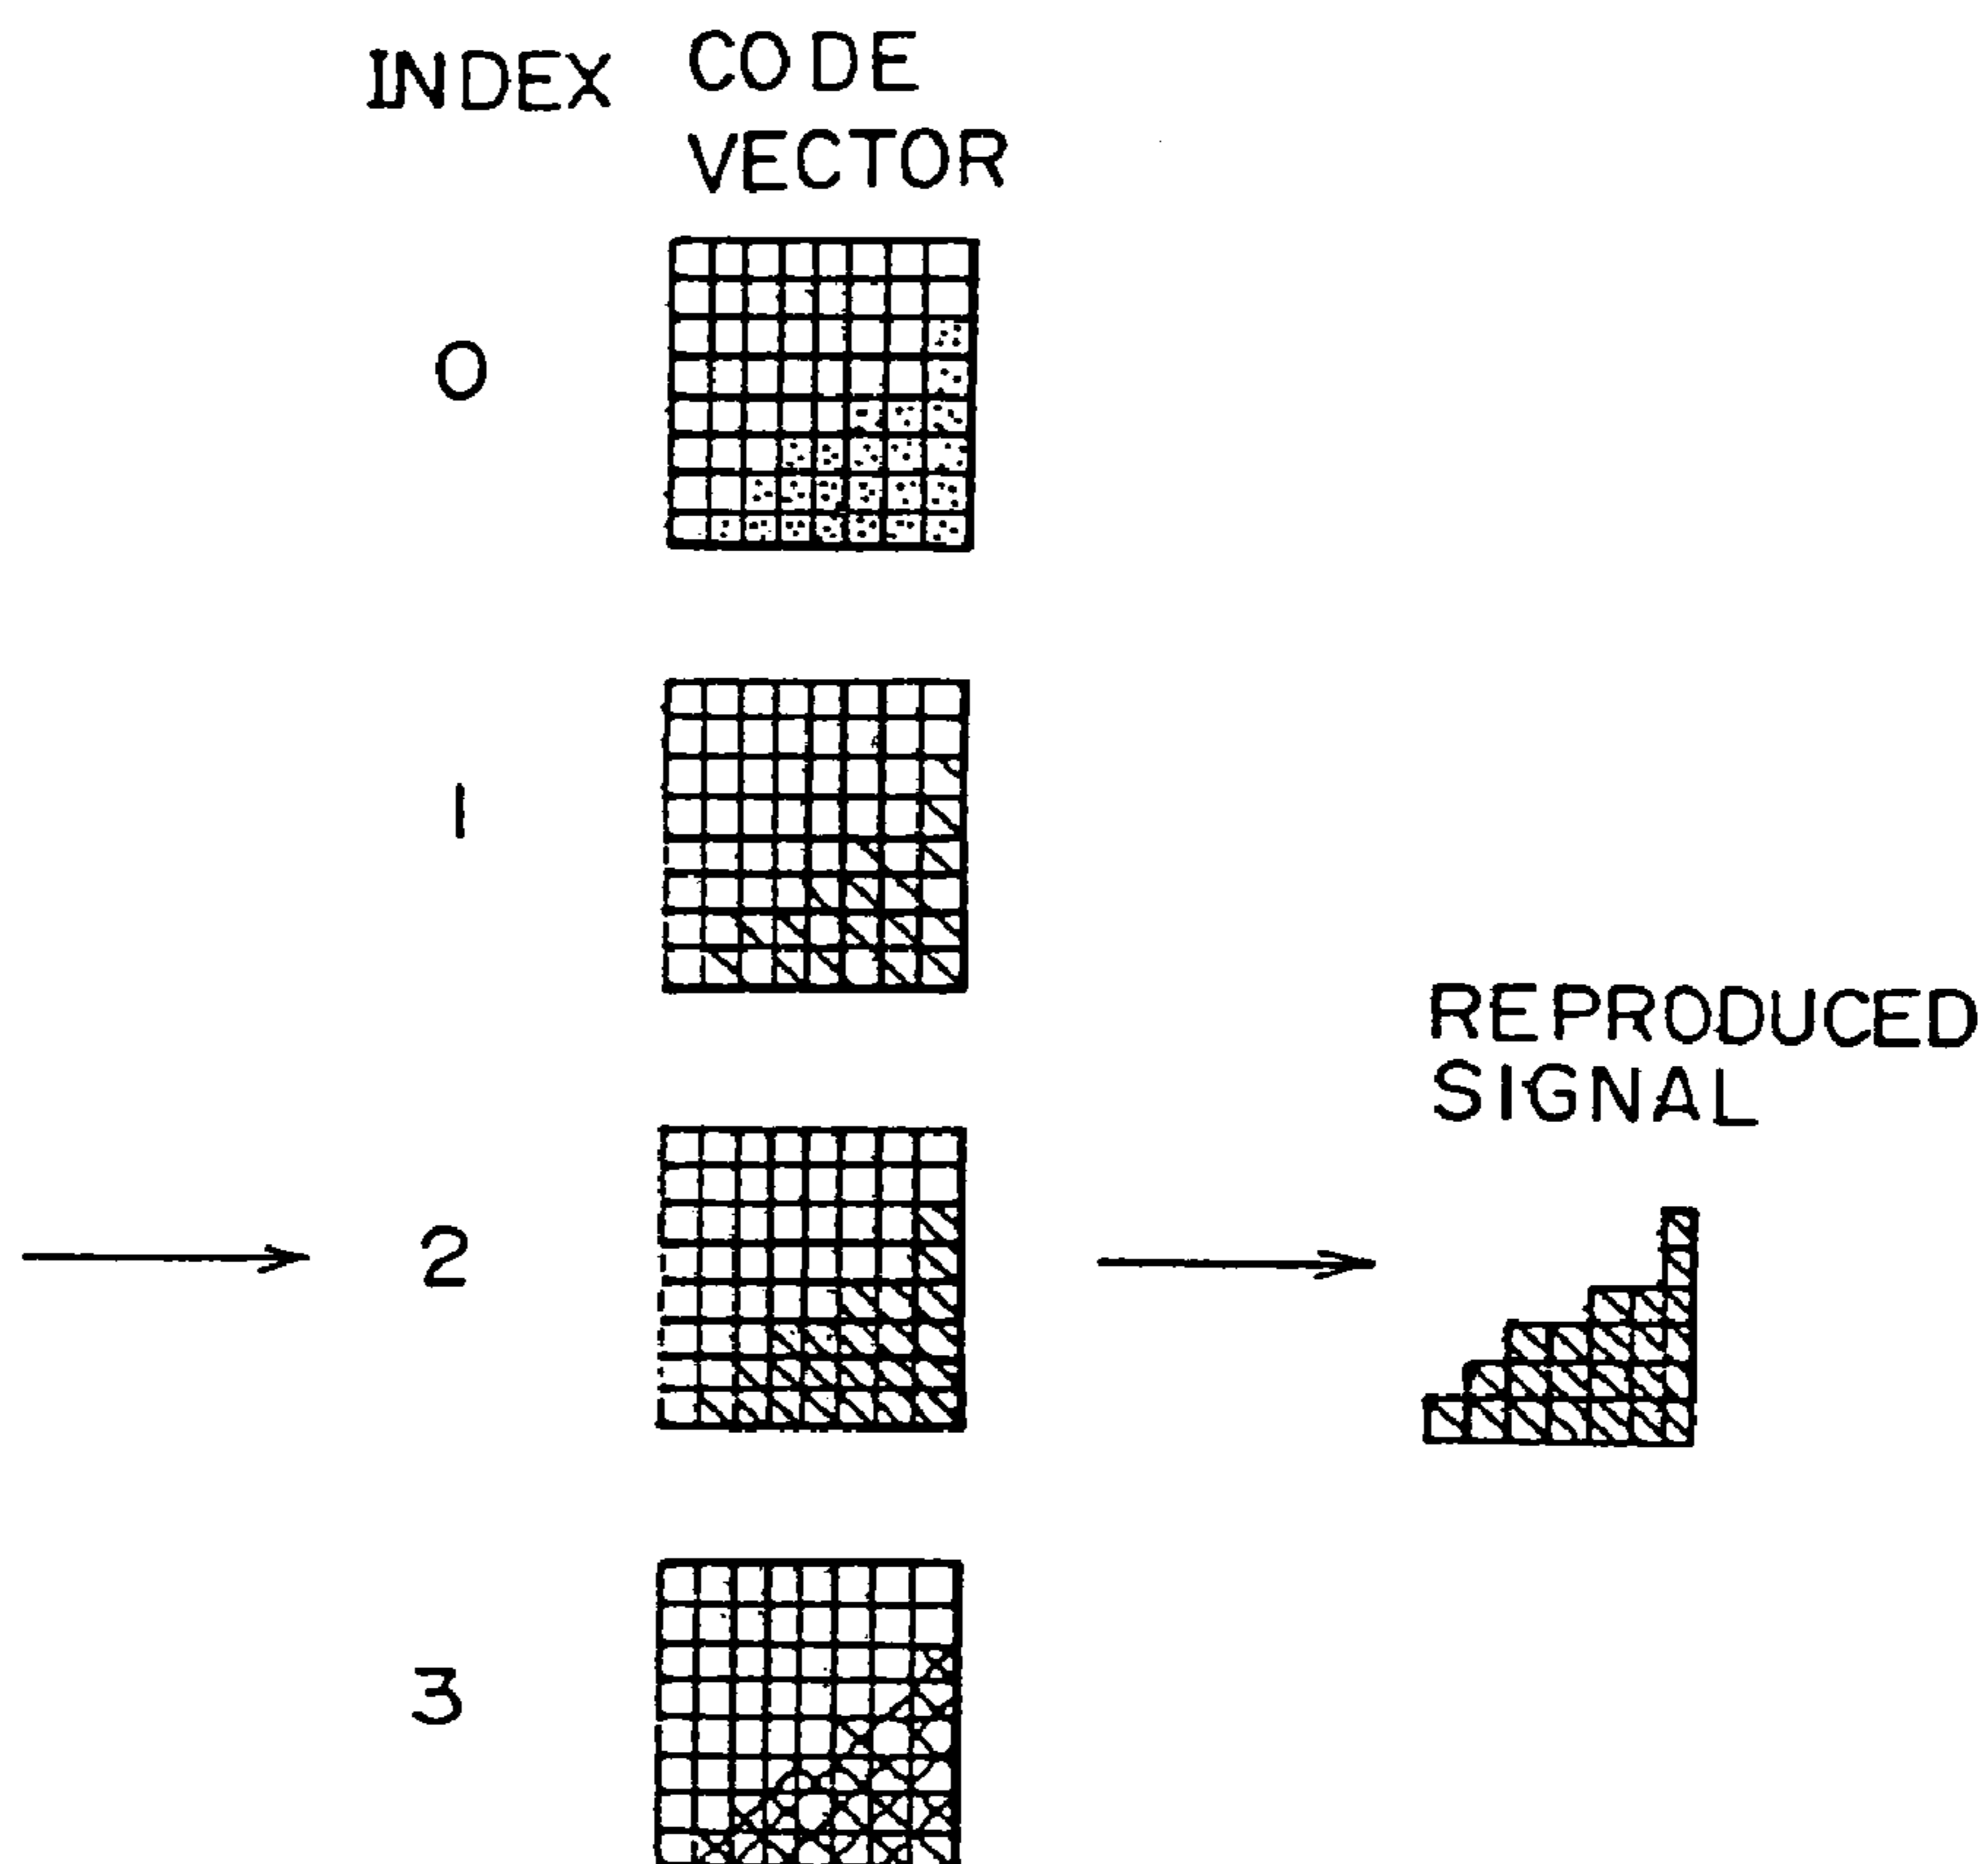 INDEX
CODE
VECTOR
0
1
2
REPRODUCED
SIGNAL
3